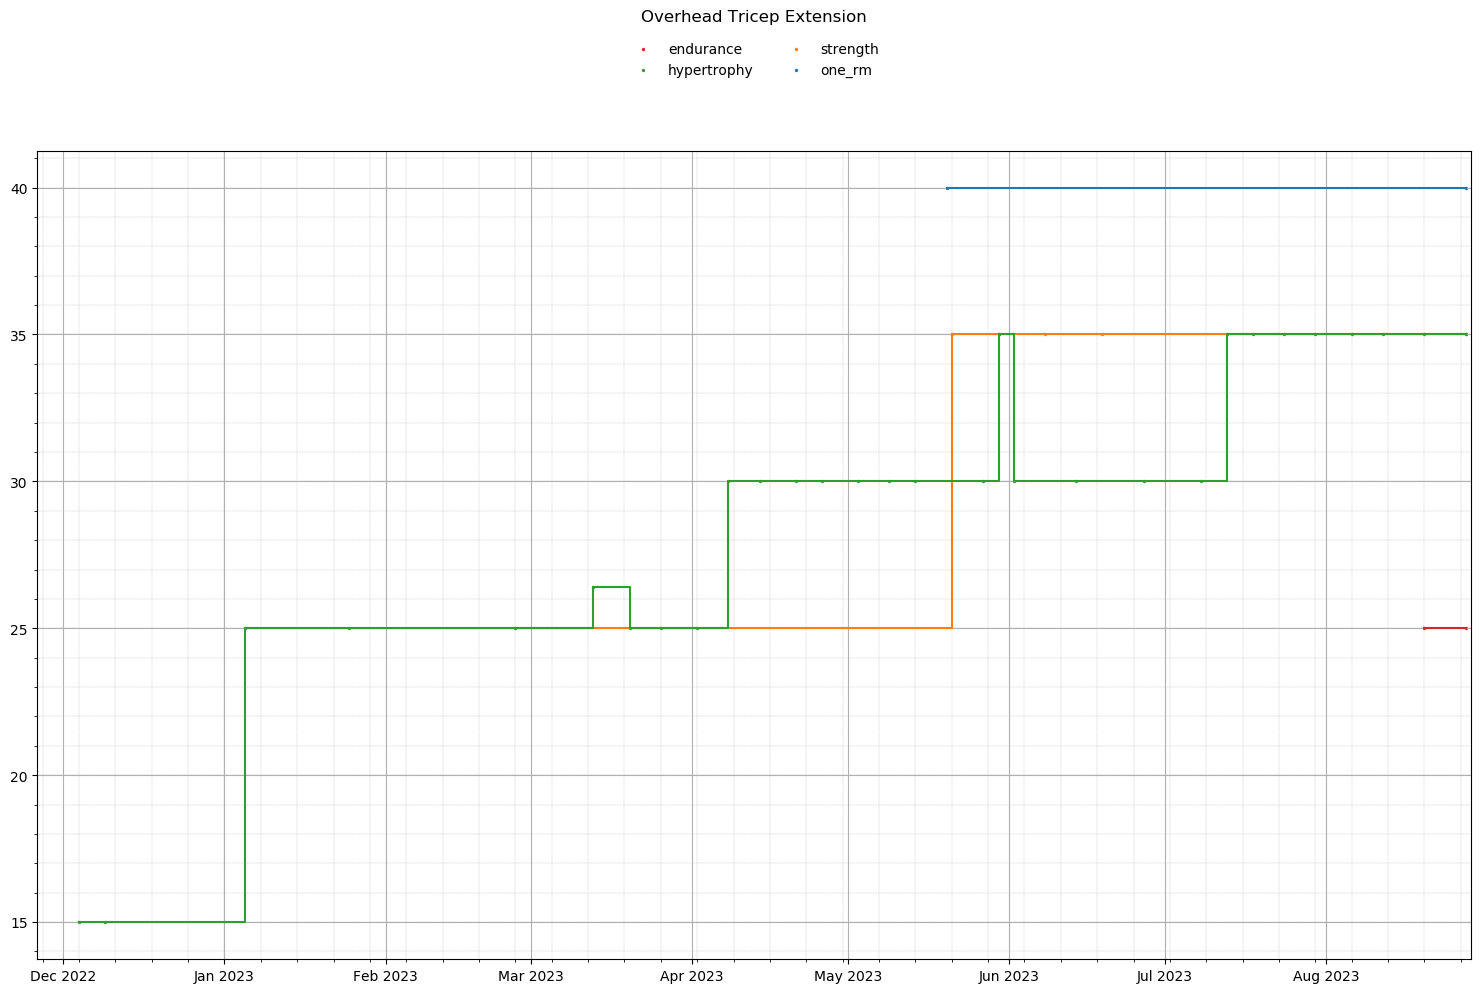 Overhead Tricep Extension
endurance strength
hypertrophy one_rm
40
35
30
25
20
15
Dec 2022 Jan 2023 Feb 2023 Mar 2023 Apr 2023 May 2023 Jun 2023 Jul 2023 Aug 2023